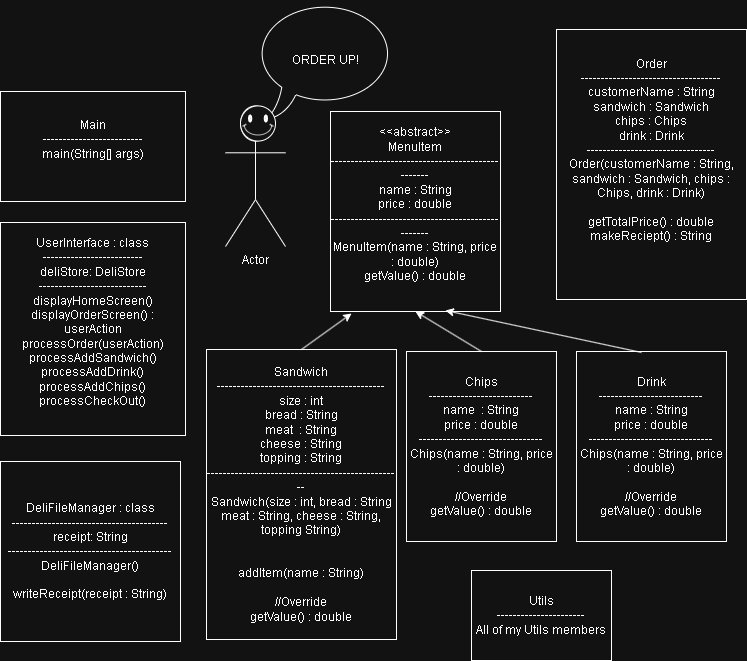 ORDER UP!
Actor
Main
-------------------------
main(String[] args)
UserInterface : class
---------------------------
deliStore: DeliStore
---------------------------
displayHomeScreen()
displayOrderScreen() :
userAction
processOrder(userAction)
processAddSandwich()
processAddDrink()
processAddChips()
processCheckOut()
DeliFileManager : class
---------------------------------------
receipt: String
-----------------------------------------
DeliFileManager()
writeReceipt(receipt : String)
<<abstract>>
MenuItem
------------------------------------------
-------
name : String
price : double
------------------------------------------
-------
MenuItem(name : String, price
: double)
getValue() : double
Order
-----------------------------------
customerName : String
sandwich : Sandwich
chips : Chips
drink : Drink
--------------------------------
Order(customerName : String,
sandwich : Sandwich, chips :
Chips, drink : Drink)
getTotalPrice() : double
makeReciept() : String
Sandwich
------------------------------------------
size : int
bread : String
meat : String
cheese : String
topping : String
-----------------------------------------------
--
Sandwich(size : int, bread : String
meat : String, cheese : String,
topping String)
addItem(name : String)
//Override
getValue() : double
Chips
--------------------------
name : String
price : double
-------------------------------
Chips(name : String, price
: double)
//Override
getValue() : double
Drink
--------------------------
name : String
price : double
-------------------------------
Chips(name : String, price
: double)
//Override
getValue() : double
Utils
----------------------
All of my Utils members